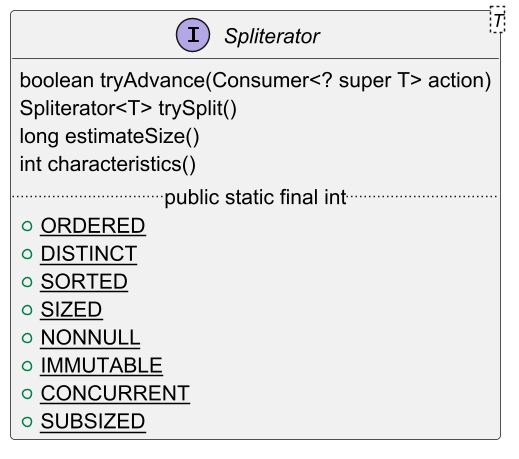 T
I Spliterator
boolean tryAdvance(Consumer<? super T> action)
Spliterator<T> trySplit()
long estimateSize()
int characteristics()
public static final int
ORDERED
DISTINCT
SORTED
SIZED
NONNULL
IMMUTABLE
CONCURRENT
SUBSIZED